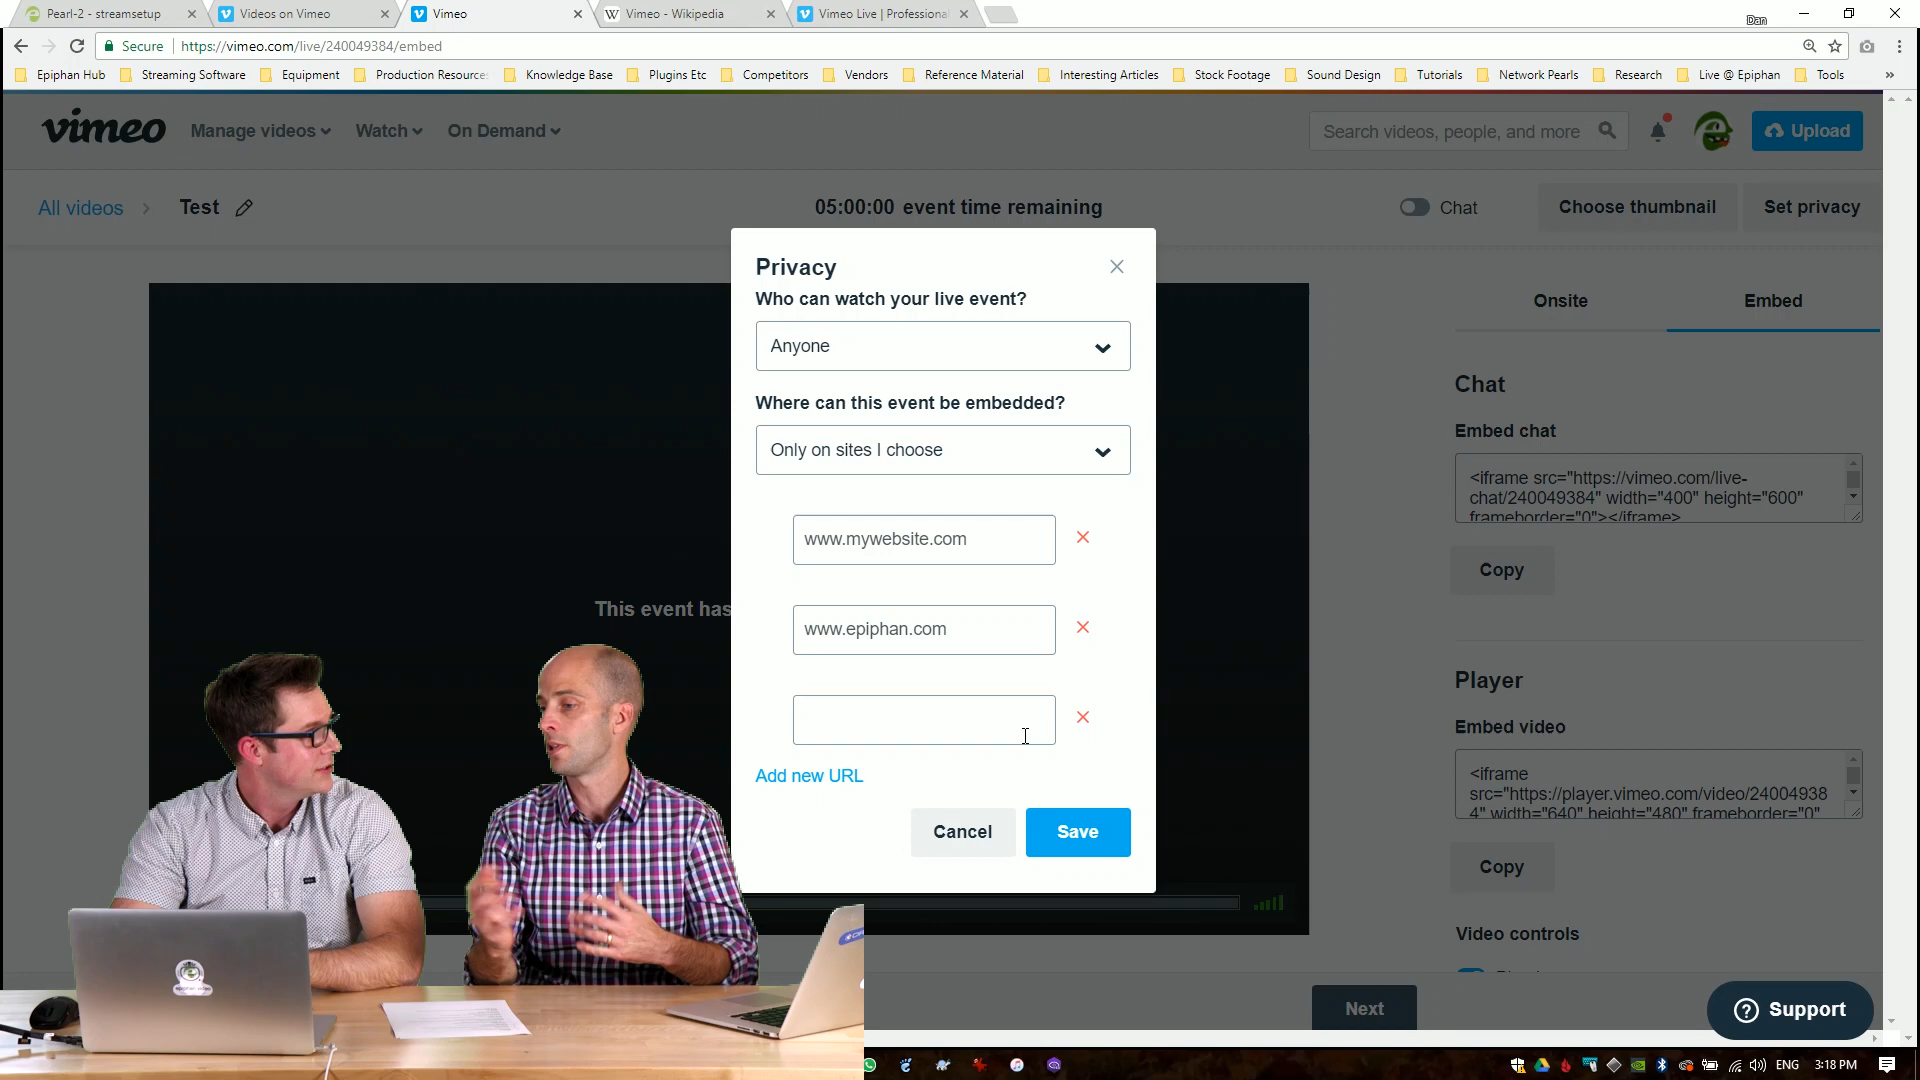 Pearl-2 - streamsetup
Videos on Vimeo
Vimeo
Vimeo - Wikipedia
Vimeo Live | Professiona
Dan
Secure
https://vimeo.com/live/240049384/embed
Epiphan Hub
Streaming Software
Equipment
Production Resource
Knowledge Base
Plugins Etc
Competitors
Vendors
Reference Material
Interesting Articles
Stock Footage
Sound Design
Tutorials
Network Pearls
Research
Live @ Epiphan
Tools
vimeo
Manage videos
Watch
On Demand
Search videos, people, and more
Upload
All videos
Test
05:00:00 event time remaining
Chat
Choose thumbnail
Set privacy
Privacy
Who can watch your live event?
Anyone
Where can this event be embedded?
Only on sites I choose
www.mywebsite.com
www.epiphan.com
Add new URL
Cancel
Save
This event has
Onsite
Embed
Chat
Embed chat
<iframe src="https://vimeo.com/live-
chat/240049384" width="400" height="600"
frameborder="0"></iframe>
Copy
Player
Embed video
<iframe
src="https://player.vimeo.com/video/24004938
4" width="640" height="480" frameborder="0"
Copy
Video controls
Next
Support
epiphan video
ENG
3:18 PM